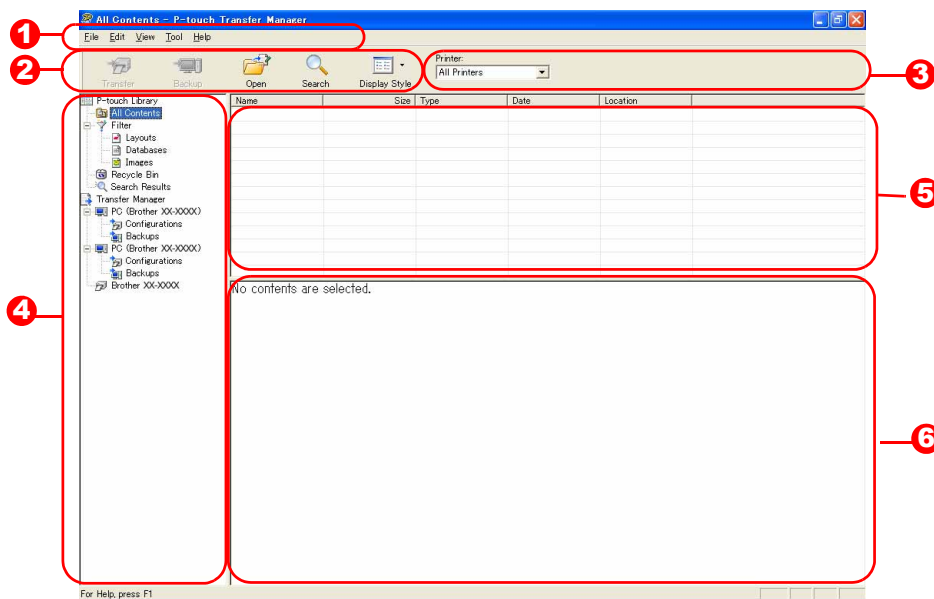 All Contents - P-touch Transfer Manager
1
File Edit View Tool Help
2
Transfer Backup Open Search Display Style
Printer:
All Printers
3
P-touch Library
All Contents
Filter
Layouts
Databases
Images
Recycle Bin
Search Results
Transfer Manager
PC (Brother XX-XXXX)
Configurations
Backups
PC (Brother XX-XXXX)
Configurations
Backups
Brother XX-XXXX
4
Name Size Type Date Location
5
No contents are selected.
6
For Help, press F1